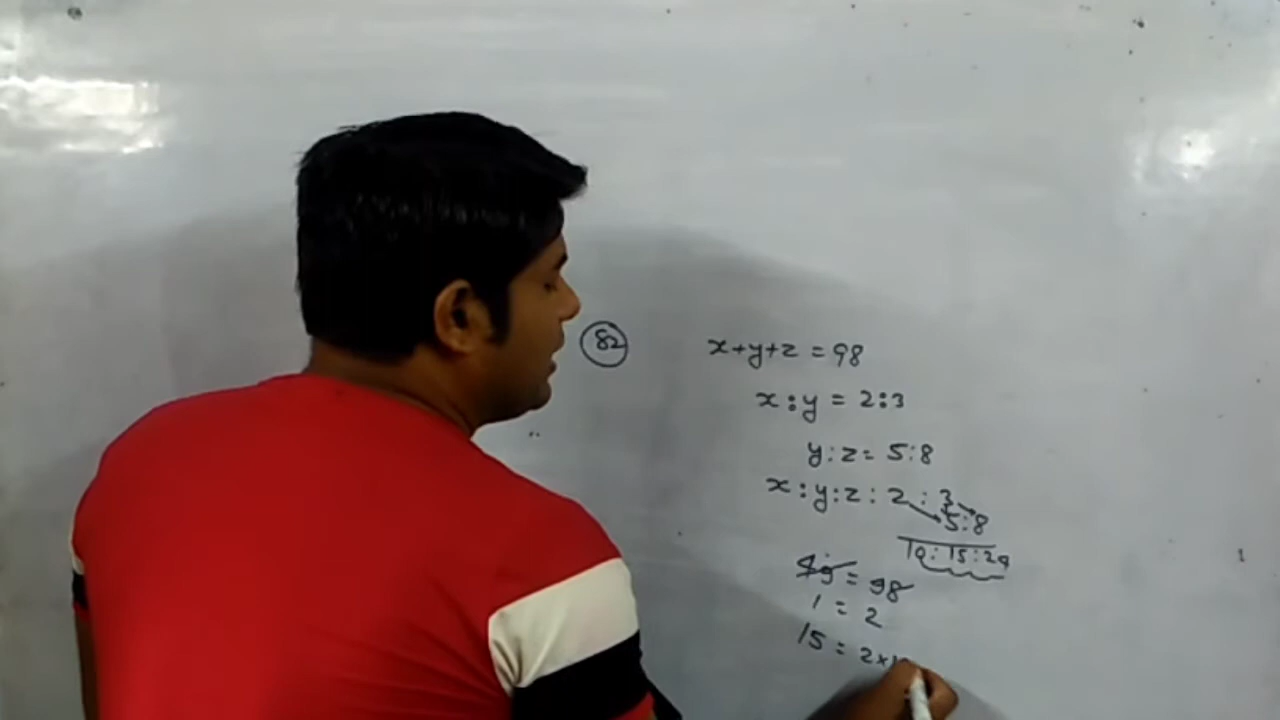 82
x+y+z = 98
x:y = 2:3
y:z = 5:8
x:y:z : 2 : 3
5:8
10:15:24
49 = 98
1 = 2
15 = 2×1